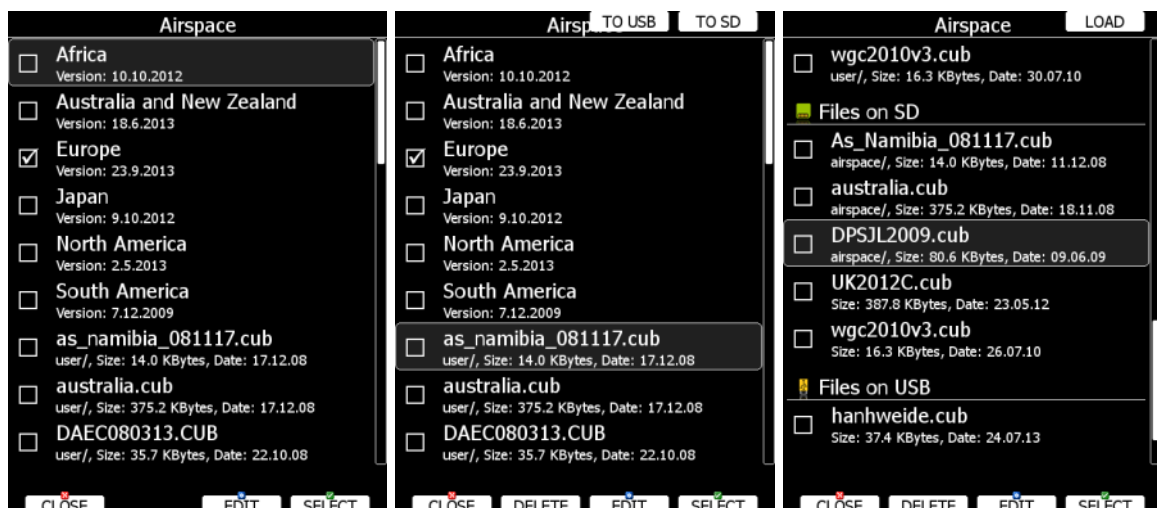 Airspace
Africa
Version: 10.10.2012
Australia and New Zealand
Version: 18.6.2013
Europe
Version: 23.9.2013
Japan
Version: 9.10.2012
North America
Version: 2.5.2013
South America
Version: 7.12.2009
as_namibia_081117.cub
user/, Size: 14.0 KBytes, Date: 17.12.08
australia.cub
user/, Size: 375.2 KBytes, Date: 17.12.08
DAEC080313.CUB
user/, Size: 35.7 KBytes, Date: 22.10.08
CLOSE EDIT SELECT
Airsp TO USB TO SD
Africa
Version: 10.10.2012
Australia and New Zealand
Version: 18.6.2013
Europe
Version: 23.9.2013
Japan
Version: 9.10.2012
North America
Version: 2.5.2013
South America
Version: 7.12.2009
as_namibia_081117.cub
user/, Size: 14.0 KBytes, Date: 17.12.08
australia.cub
user/, Size: 375.2 KBytes, Date: 17.12.08
DAEC080313.CUB
user/, Size: 35.7 KBytes, Date: 22.10.08
CLOSE DELETE EDIT SELECT
Airspace LOAD
wgc2010v3.cub
user/, Size: 16.3 KBytes, Date: 30.07.10
Files on SD
As_Namibia_081117.cub
airspace/, Size: 14.0 KBytes, Date: 11.12.08
australia.cub
airspace/, Size: 375.2 KBytes, Date: 18.11.08
DPSJL2009.cub
airspace/, Size: 80.6 KBytes, Date: 09.06.09
UK2012C.cub
Size: 387.8 KBytes, Date: 23.05.12
wgc2010v3.cub
Size: 16.3 KBytes, Date: 26.07.10
Files on USB
hanhweide.cub
Size: 37.4 KBytes, Date: 24.07.13
CLOSE DELETE EDIT SELECT